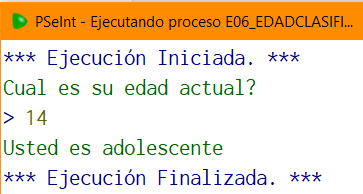 PSeInt - Ejecutando proceso E06_EDADCLASIFI...
*** Ejecución Iniciada. ***
Cual es su edad actual?
> 14
Usted es adolescente
*** Ejecución Finalizada. ***